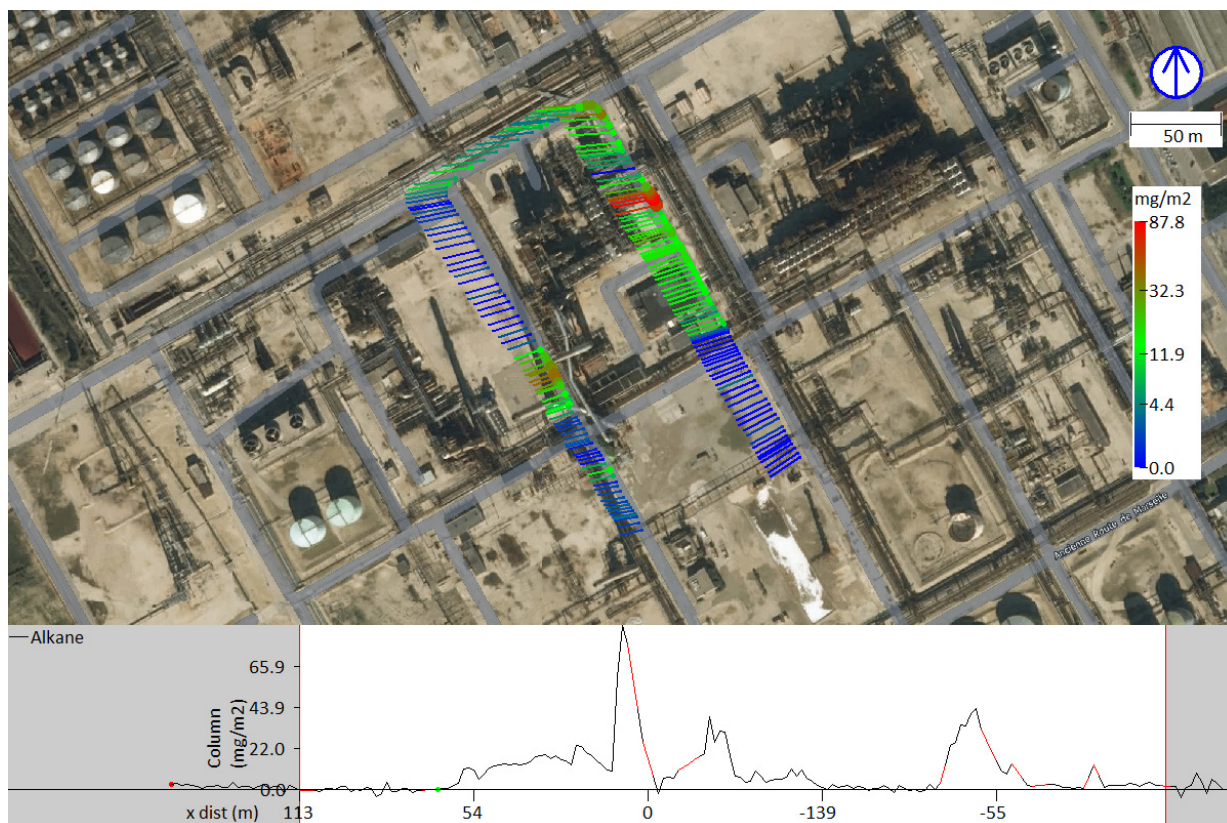 50 m
mg/m2
87.8
32.3
11.9
4.4
0.0
Ancienne Route de Marseille
Alkane
Column
(mg/m2)
65.9
43.9
22.0
0.0
x dist (m)
113
54
0
-139
-55